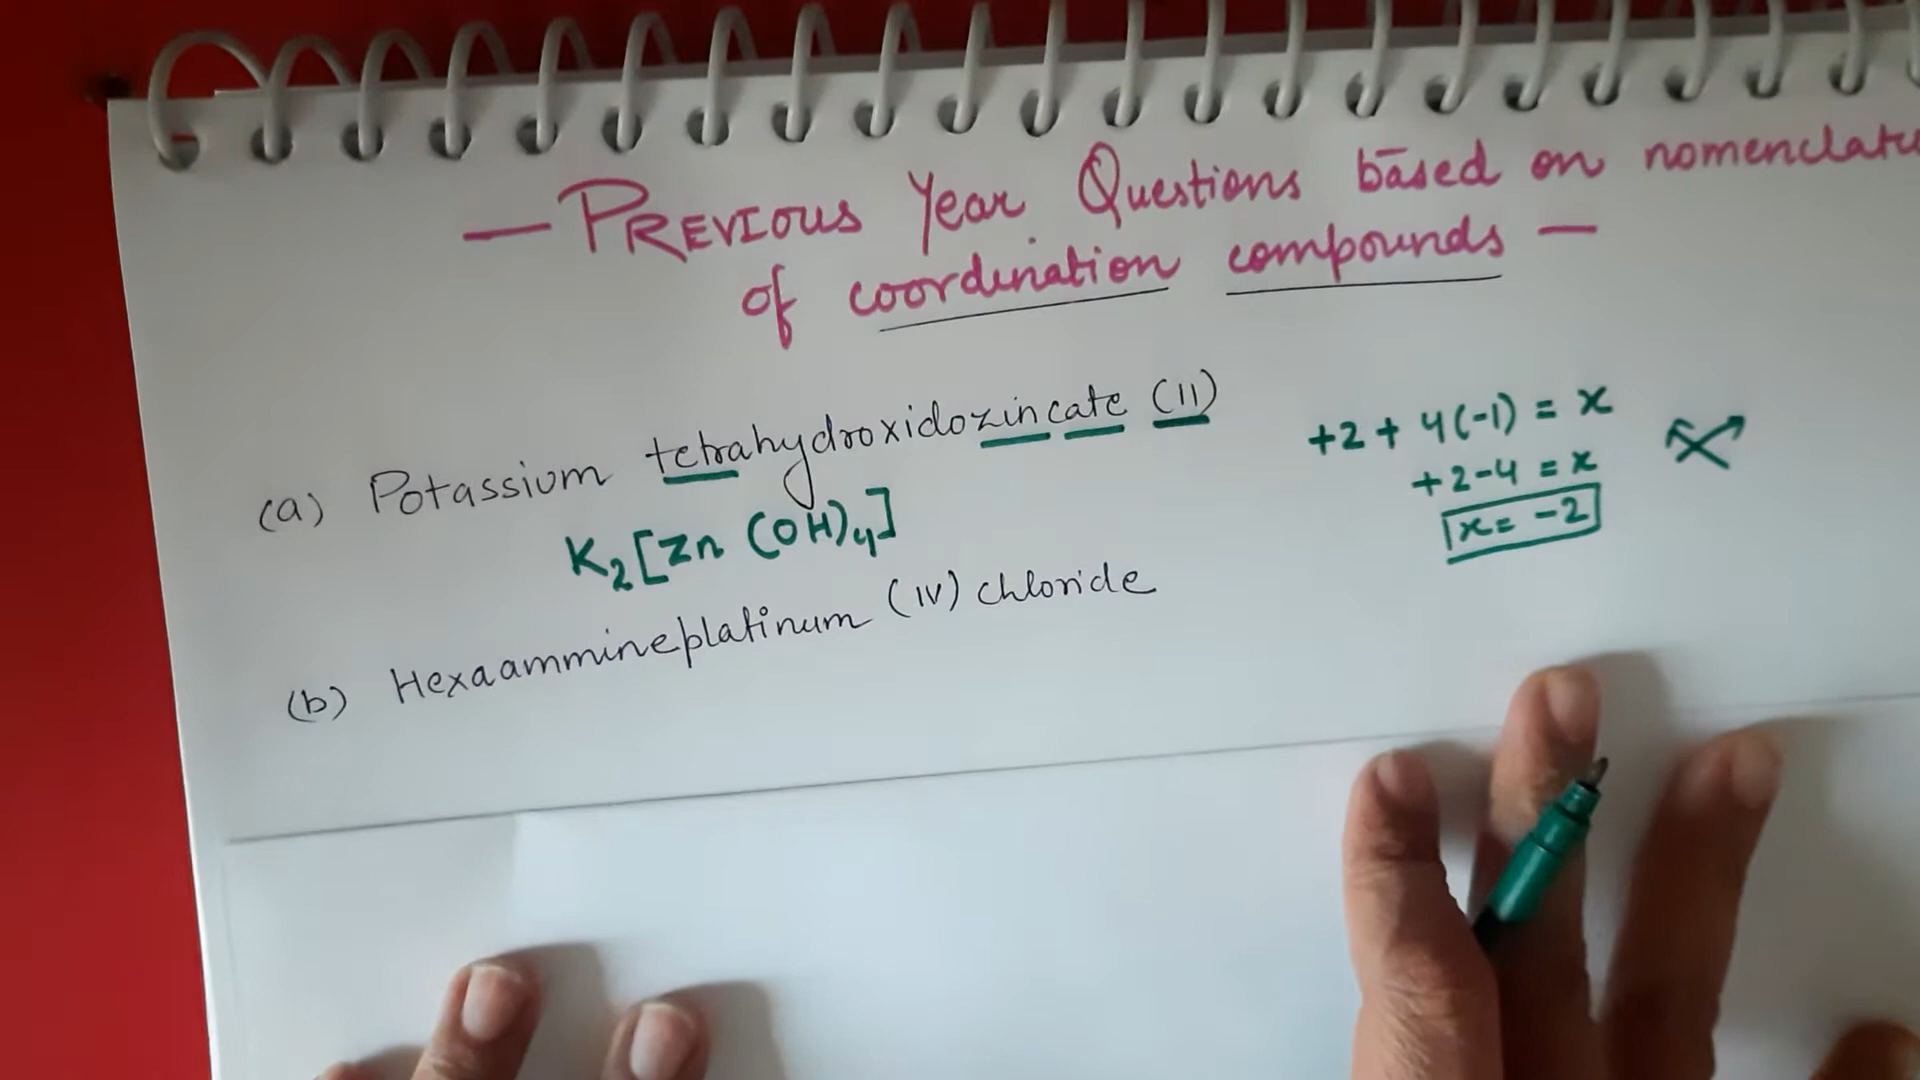 — PREVIOUS Year Questions based on nomenclatu
of coordination compounds —
(a) Potassium tetrahydroxidozincate (II)
K2[Zn (OH)4]
+2 + 4(-1) = x
+2-4 = x
x = -2
(b) Hexaammineplatinum (IV) chloride